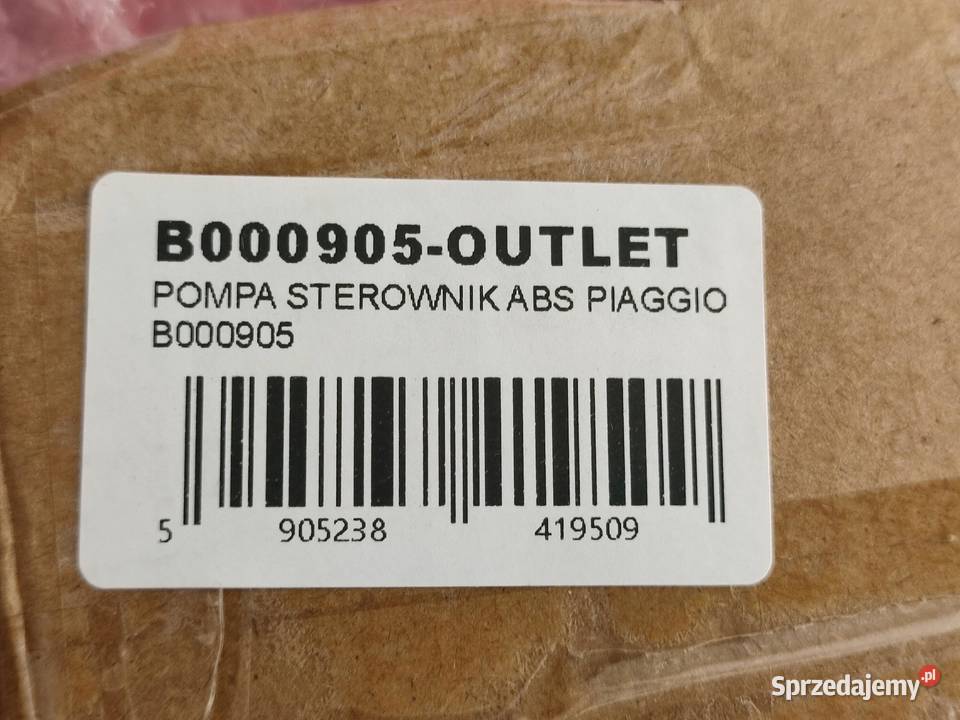 B000905-OUTLET
POMPA STEROWNIK ABS PIAGGIO
B000905
5 905238 419509
Sprzedajemy.pl